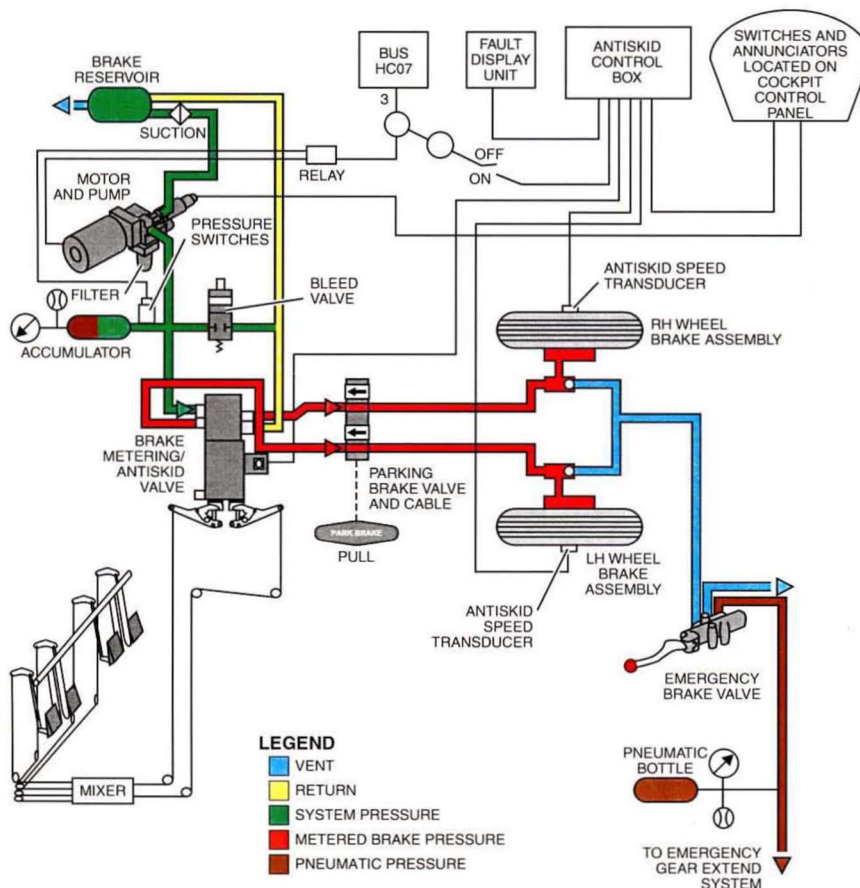 BRAKE
RESERVOIR
SUCTION
BUS
HC07
3
FAULT
DISPLAY
UNIT
ANTISKID
CONTROL
BOX
SWITCHES AND
ANNUNCIATORS
LOCATED ON
COCKPIT
CONTROL
PANEL
OFF
ON
RELAY
MOTOR
AND PUMP
PRESSURE
SWITCHES
FILTER
BLEED
VALVE
ACCUMULATOR
ANTISKID SPEED
TRANSDUCER
RH WHEEL
BRAKE ASSEMBLY
BRAKE
METERING/
ANTISKID
VALVE
PARKING
BRAKE VALVE
AND CABLE
PARK BRAKE
PULL
LH WHEEL
BRAKE
ASSEMBLY
ANTISKID
SPEED
TRANSDUCER
EMERGENCY
BRAKE VALVE
MIXER
LEGEND
VENT
RETURN
SYSTEM PRESSURE
METERED BRAKE PRESSURE
PNEUMATIC PRESSURE
PNEUMATIC
BOTTLE
TO EMERGENCY
GEAR EXTEND
SYSTEM